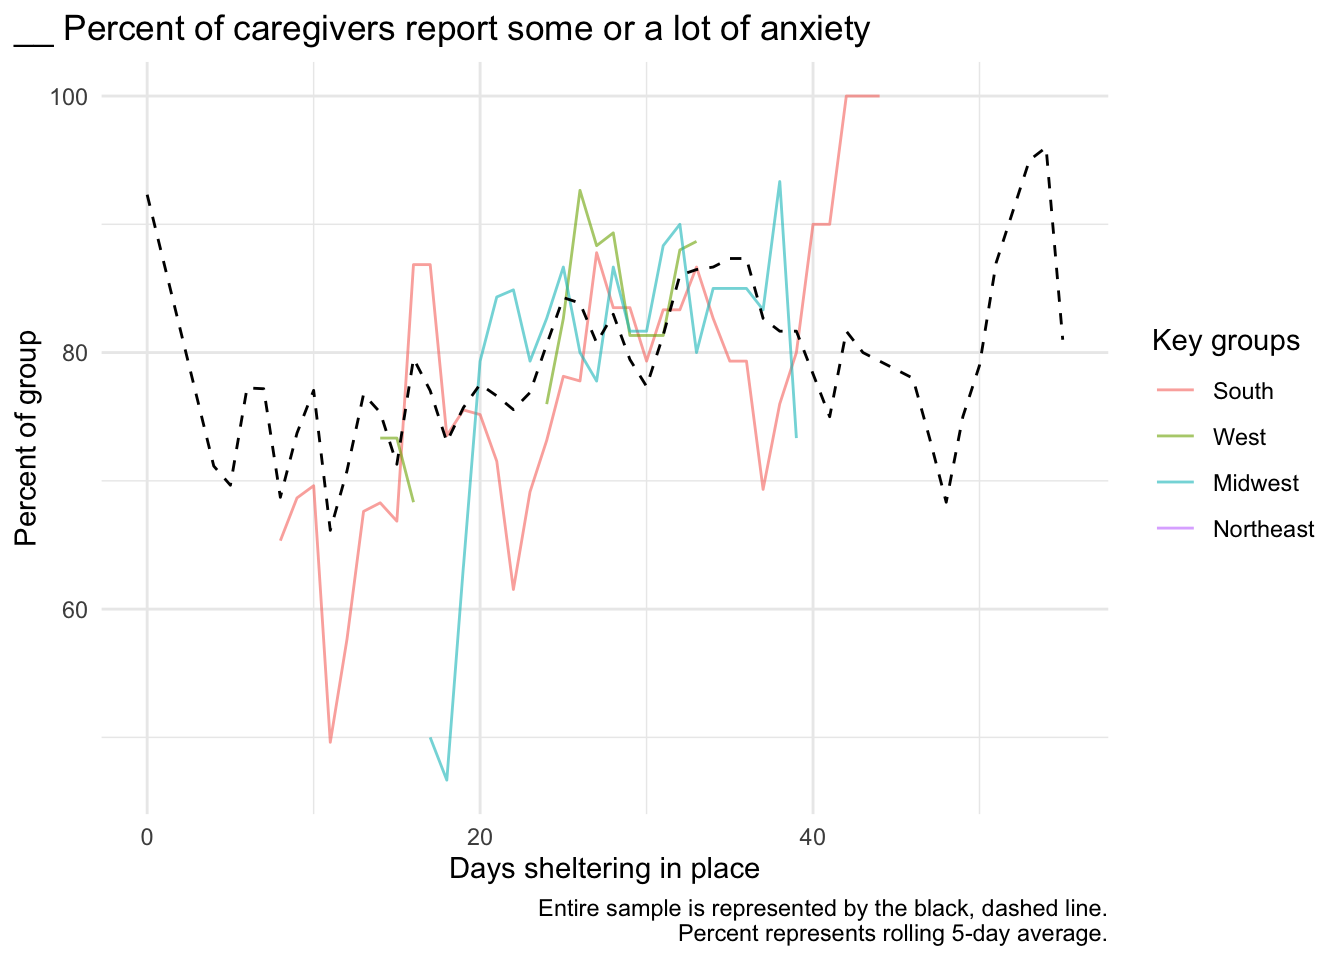 __ Percent of caregivers report some or a lot of anxiety
Percent of group
100
80
60
0
20
40
Days sheltering in place
Key groups
South
West
Midwest
Northeast
Entire sample is represented by the black, dashed line.
Percent represents rolling 5-day average.